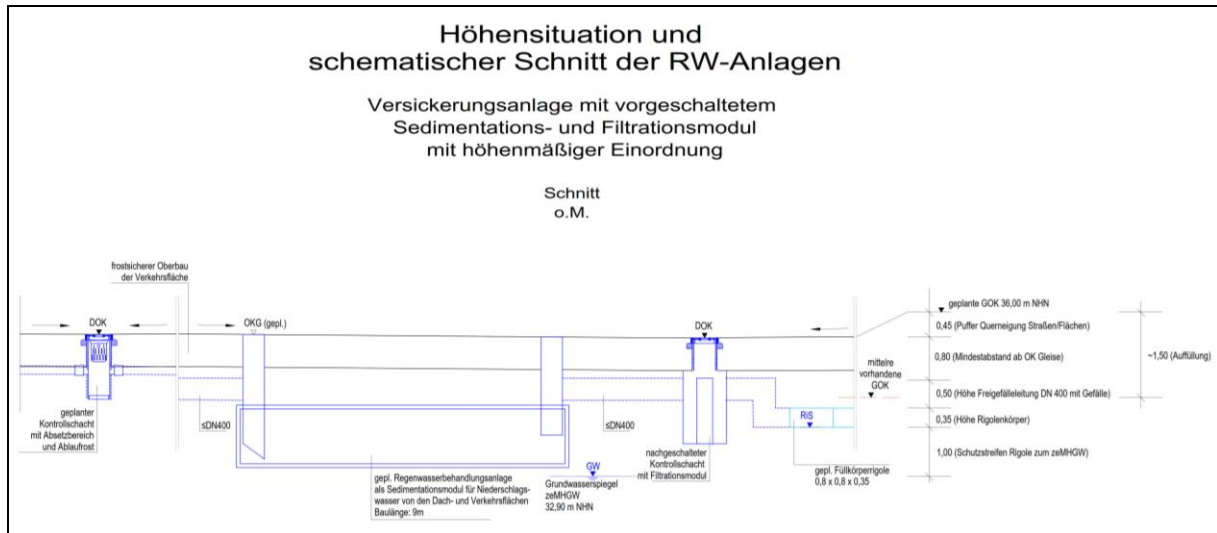 Höhensituation und
schematischer Schnitt der RW-Anlagen
Versickerungsanlage mit vorgeschaltetem
Sedimentations- und Filtrationsmodul
mit höhenmäßiger Einordnung
Schnitt
o.M.
frostsicherer Oberbau
der Verkehrsfläche
DOK
OKG (gepl.)
DOK
geplante GOK 36,00 m NHN
0,45 (Puffer Querneigung Straßen/Flächen)
0,80 (Mindestabstand ab OK Gleise)
~1,50 (Auffüllung)
mittelre
vorhandene
GOK
0,50 (Höhe Freigefälleleitung DN 400 mit Gefälle)
0,35 (Höhe Rigolenkörper)
1,00 (Schutzstreifen Rigole zum zeMHGW)
geplanter
Kontrollschacht
mit Absetzbereich
und Ablaufrost
≤DN400
≤DN400
RiS
gepl. Füllkörperrigole
0,8 x 0,8 x 0,35
nachgeschalteter
Kontrollschacht
mit Filtrationsmodul
GW
Grundwasserspiegel
zeMHGW
32,90 m NHN
gepl. Regenwasserbehandlungsanlage
als Sedimentationsmodul für Niederschlags-
wasser von den Dach- und Verkehrsflächen
Baulänge: 9m